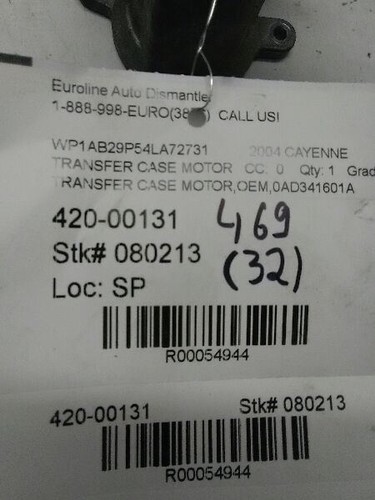 Euroline Auto Dismantler
1-888-998-EURO(3876) CALL US!
WP1AB29P54LA72731 2004 CAYENNE
TRANSFER CASE MOTOR CC: 0 Qty: 1 Grad
TRANSFER CASE MOTOR,OEM,0AD341601A
420-00131 469
Stk# 080213 (32)
Loc: SP
R00054944
420-00131 Stk# 080213
R00054944